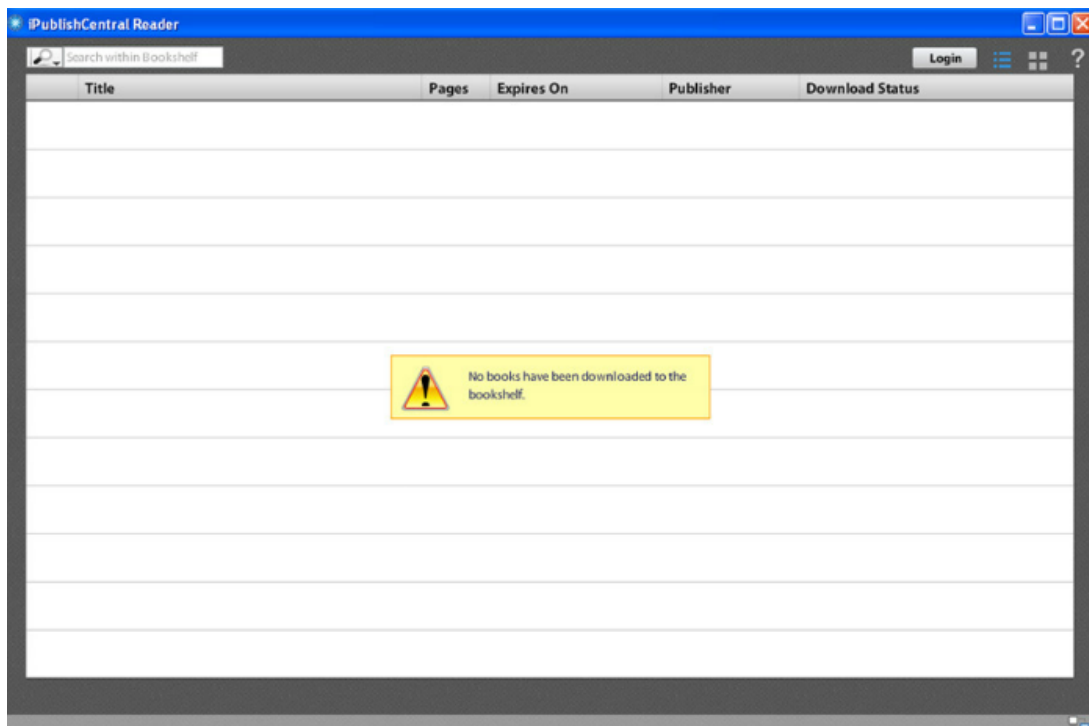 iPublishCentral Reader
Search within Bookshelf
Login
?
Title Pages Expires On Publisher Download Status
No books have been downloaded to the
bookshelf.